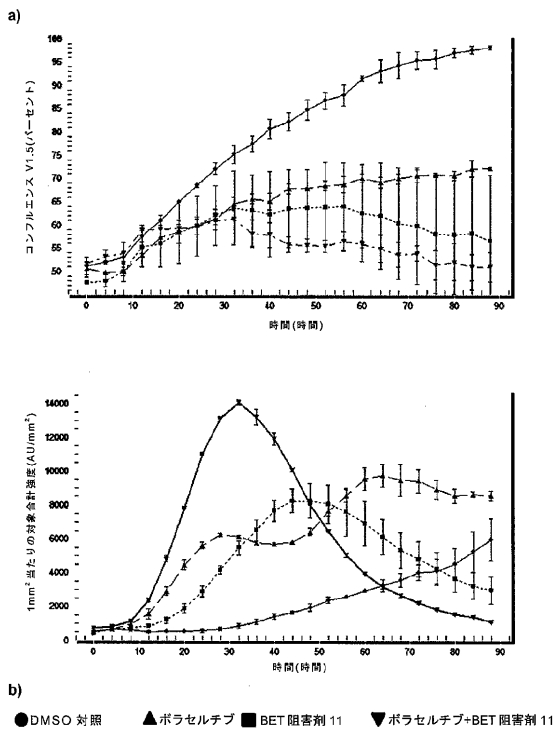 a)
コンフルエンス V1.5(パーセント)
100
95
90
85
80
75
70
65
60
55
50
0 10 20 30 40 50 60 70 80 90
時間(時間)
1mm²当たりの対象合計強度(AU/mm²)
14000
12000
10000
8000
6000
4000
2000
0
0 10 20 30 40 50 60 70 80 90
時間(時間)
b)
●DMSO 対照 ▲ボラセルチブ ■BET 阻害剤 11 ▼ボラセルチブ+BET 阻害剤 11